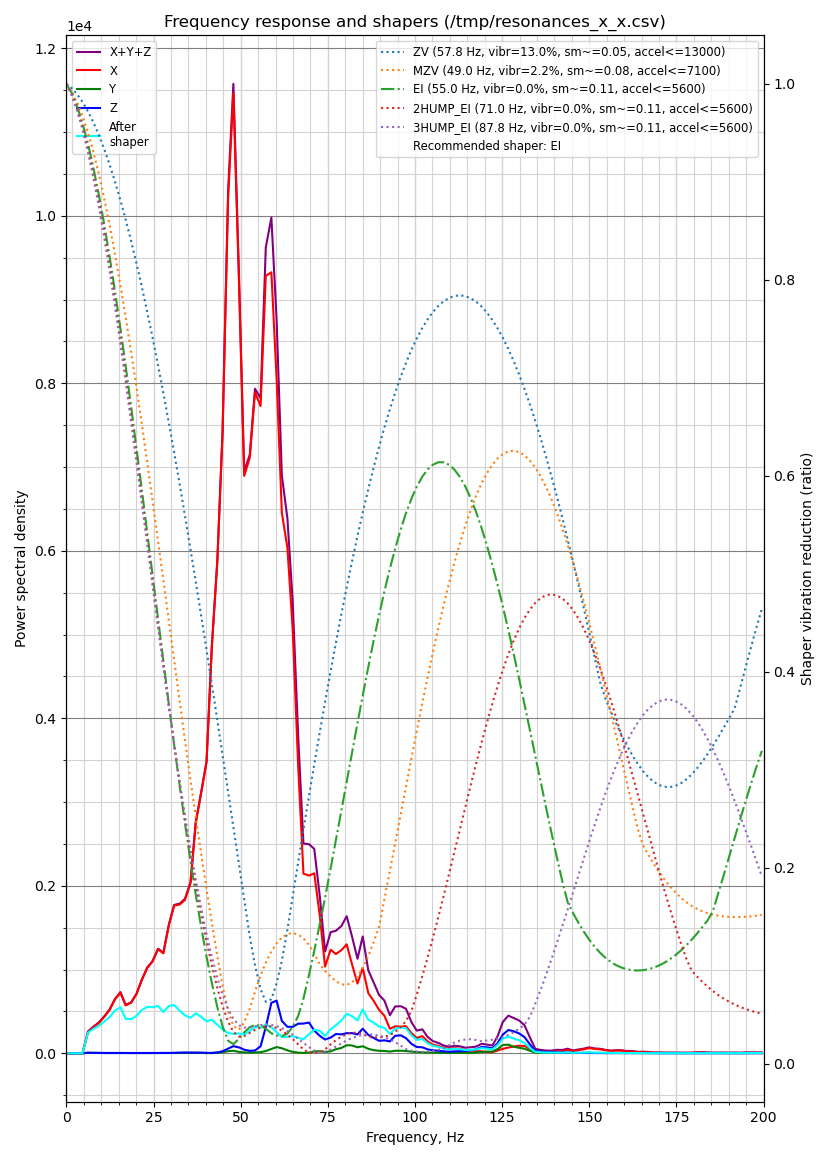 Frequency response and shapers (/tmp/resonances_x_x.csv)
1e4
X+Y+Z
X
Y
Z
After
shaper
ZV (57.8 Hz, vibr=13.0%, sm~=0.05, accel<=13000)
MZV (49.0 Hz, vibr=2.2%, sm~=0.08, accel<=7100)
EI (55.0 Hz, vibr=0.0%, sm~=0.11, accel<=5600)
2HUMP_EI (71.0 Hz, vibr=0.0%, sm~=0.11, accel<=5600)
3HUMP_EI (87.8 Hz, vibr=0.0%, sm~=0.11, accel<=5600)
Recommended shaper: EI
1.2
1.0
0.8
0.6
0.4
0.2
0.0
Power spectral density
1.0
0.8
0.6
0.4
0.2
0.0
Shaper vibration reduction (ratio)
0 25 50 75 100 125 150 175 200
Frequency, Hz